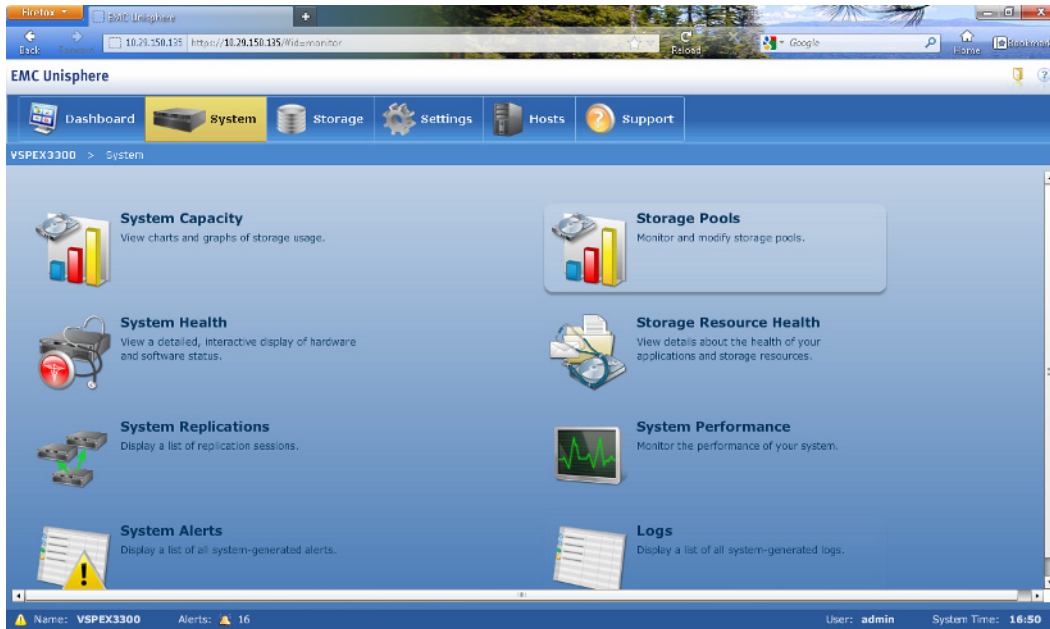 Firefox
EMC Unisphere
+
Back
10.29.150.135 https://10.29.150.135/#id=monitor
Reload
Google
Home
Bookmark
EMC Unisphere
Dashboard System Storage Settings Hosts Support
VSPEX3300 > System
System Capacity
View charts and graphs of storage usage.
Storage Pools
Monitor and modify storage pools.
System Health
View a detailed, interactive display of hardware
and software status.
Storage Resource Health
View details about the health of your
applications and storage resources.
System Replications
Display a list of replication sessions.
System Performance
Monitor the performance of your system.
System Alerts
Display a list of all system-generated alerts.
Logs
Display a list of all system-generated logs.
Name: VSPEX3300 Alerts: 16 User: admin System Time: 16:50